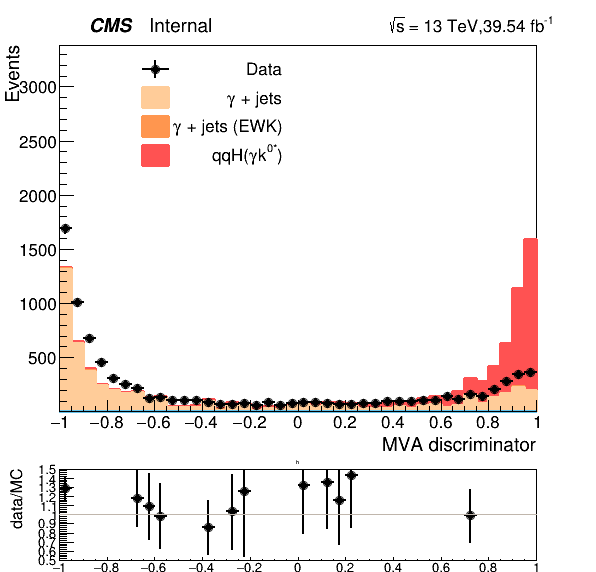 CMS Internal √s = 13 TeV,39.54 fb-1
Events
3000
2500
2000
1500
1000
500
Data
γ + jets
γ + jets (EWK)
qqH(γk0*)
−1 −0.8 −0.6 −0.4 −0.2 0 0.2 0.4 0.6 0.8 1
MVA discriminator
h
data/MC
1.5
1.4
1.3
1.2
1.1
1
0.9
0.8
0.7
0.6
0.5
−1 −0.8 −0.6 −0.4 −0.2 0 0.2 0.4 0.6 0.8 1